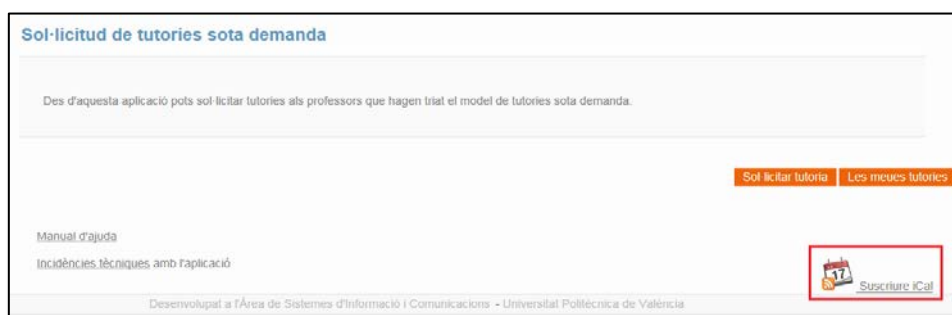 Sol·licitud de tutories sota demanda
Des d'aquesta aplicació pots sol·licitar tutories als professors que hagen triat el model de tutories sota demanda.
Sol·licitar tutoria
Les meues tutories
Manual d'ajuda
Incidències tècniques amb l'aplicació
17
Suscriure iCal
Desenvolupat a l'Àrea de Sistemes d'Informació i Comunicacions - Universitat Politècnica de València